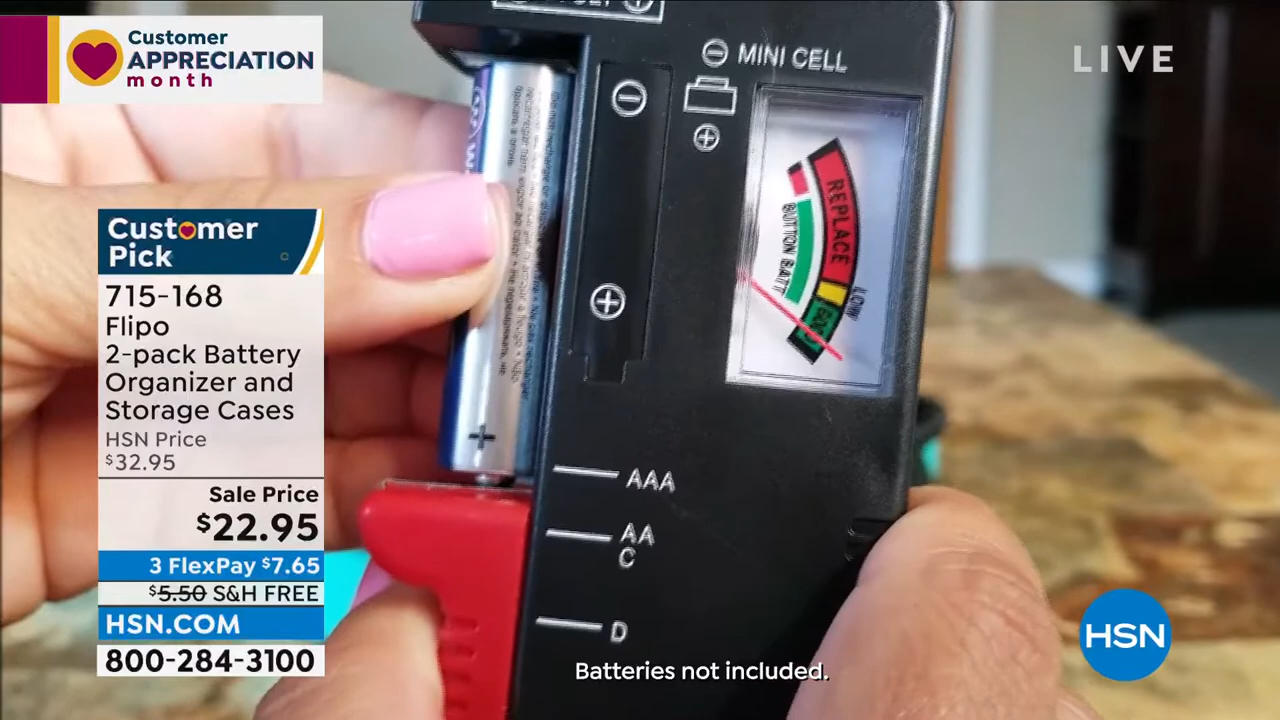 Customer
APPRECIATION
month
LIVE
Customer
Pick
715-168
Flipo
2-pack Battery
Organizer and
Storage Cases
HSN Price
$32.95
Sale Price
$22.95
3 FlexPay $7.65
$5.50 S&H FREE
HSN.COM
800-284-3100
⊖ MINI CELL
⊕
⊖
⊕
REPLACE
LOW
GOOD
BUTTON BATT
+
AAA
AA
C
D
Batteries not included.
HSN